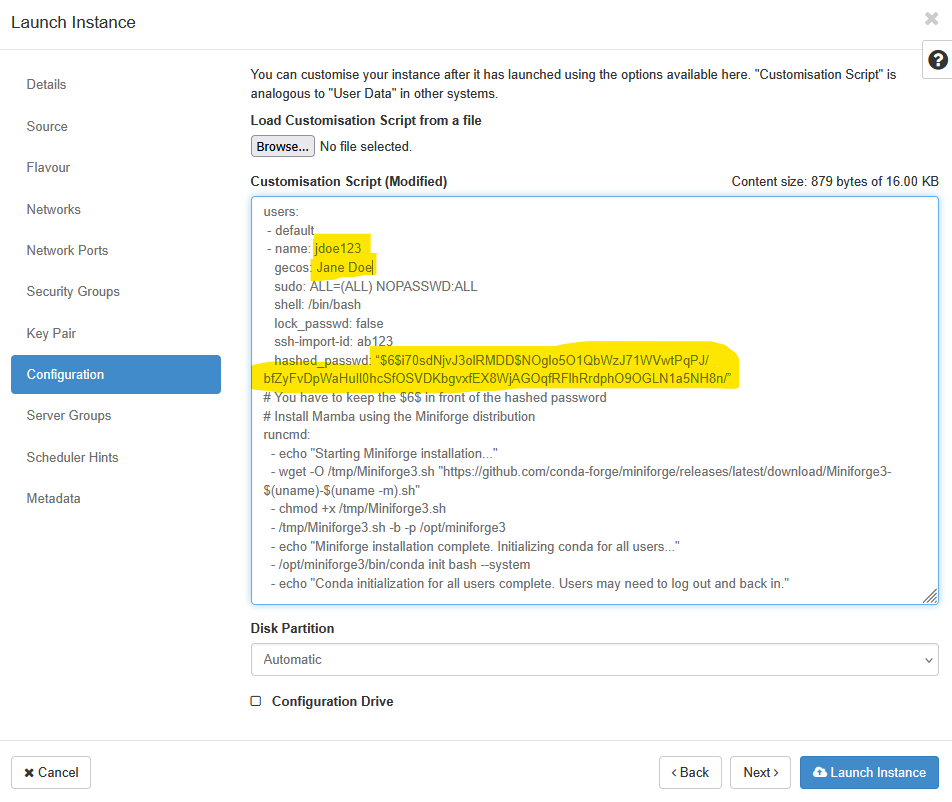 Launch Instance
Details
Source
Flavour
Networks
Network Ports
Security Groups
Key Pair
Configuration
Server Groups
Scheduler Hints
Metadata
You can customise your instance after it has launched using the options available here. "Customisation Script" is
analogous to "User Data" in other systems.
Load Customisation Script from a file
Browse... No file selected.
Customisation Script (Modified) Content size: 879 bytes of 16.00 KB
users:
- default
- name: jdoe123
gecos: Jane Doe
sudo: ALL=(ALL) NOPASSWD:ALL
shell: /bin/bash
lock_passwd: false
ssh-import-id: ab123
hashed_passwd: “$6$i70sdNjvJ3olRMDD$NOglo5O1QbWzJ71WVwtPqPJ/
bfZyFvDpWaHuIl0hcSfOSVDKbgvxfEX8WjAGOqfRFIhRrdphO9OGLN1a5NH8n/”
# You have to keep the $6$ in front of the hashed password
# Install Mamba using the Miniforge distribution
runcmd:
- echo "Starting Miniforge installation..."
- wget -O /tmp/Miniforge3.sh "https://github.com/conda-forge/miniforge/releases/latest/download/Miniforge3-
$(uname)-$(uname -m).sh"
- chmod +x /tmp/Miniforge3.sh
- /tmp/Miniforge3.sh -b -p /opt/miniforge3
- echo "Miniforge installation complete. Initializing conda for all users..."
- /opt/miniforge3/bin/conda init bash --system
- echo "Conda initialization for all users complete. Users may need to log out and back in."
Disk Partition
Automatic
Configuration Drive
Cancel
Back
Next
Launch Instance